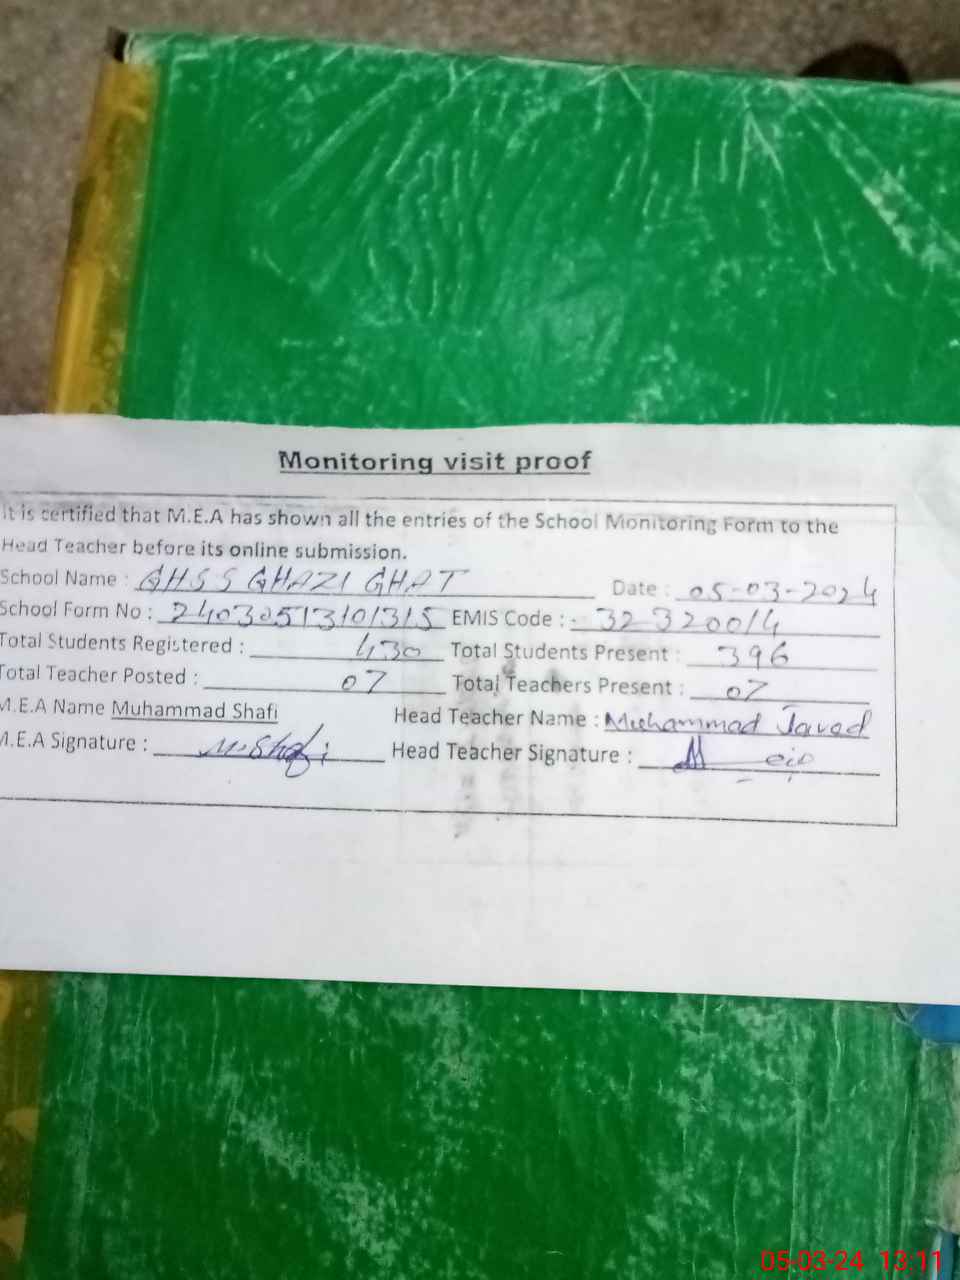 Monitoring visit proof
It is certified that M.E.A has shown all the entries of the School Monitoring Form to the
Head Teacher before its online submission.
School Name : GHSS GHAZI GHAT Date : 05-03-2024
School Form No : 24030513101315 EMIS Code : 32320014
Total Students Registered : 430 Total Students Present : 396
Total Teacher Posted : 07 Total Teachers Present : 07
M.E.A Name Muhammad Shafi Head Teacher Name : Muhammad Javed
M.E.A Signature : M.Shafi Head Teacher Signature :
05-03-24 13:11